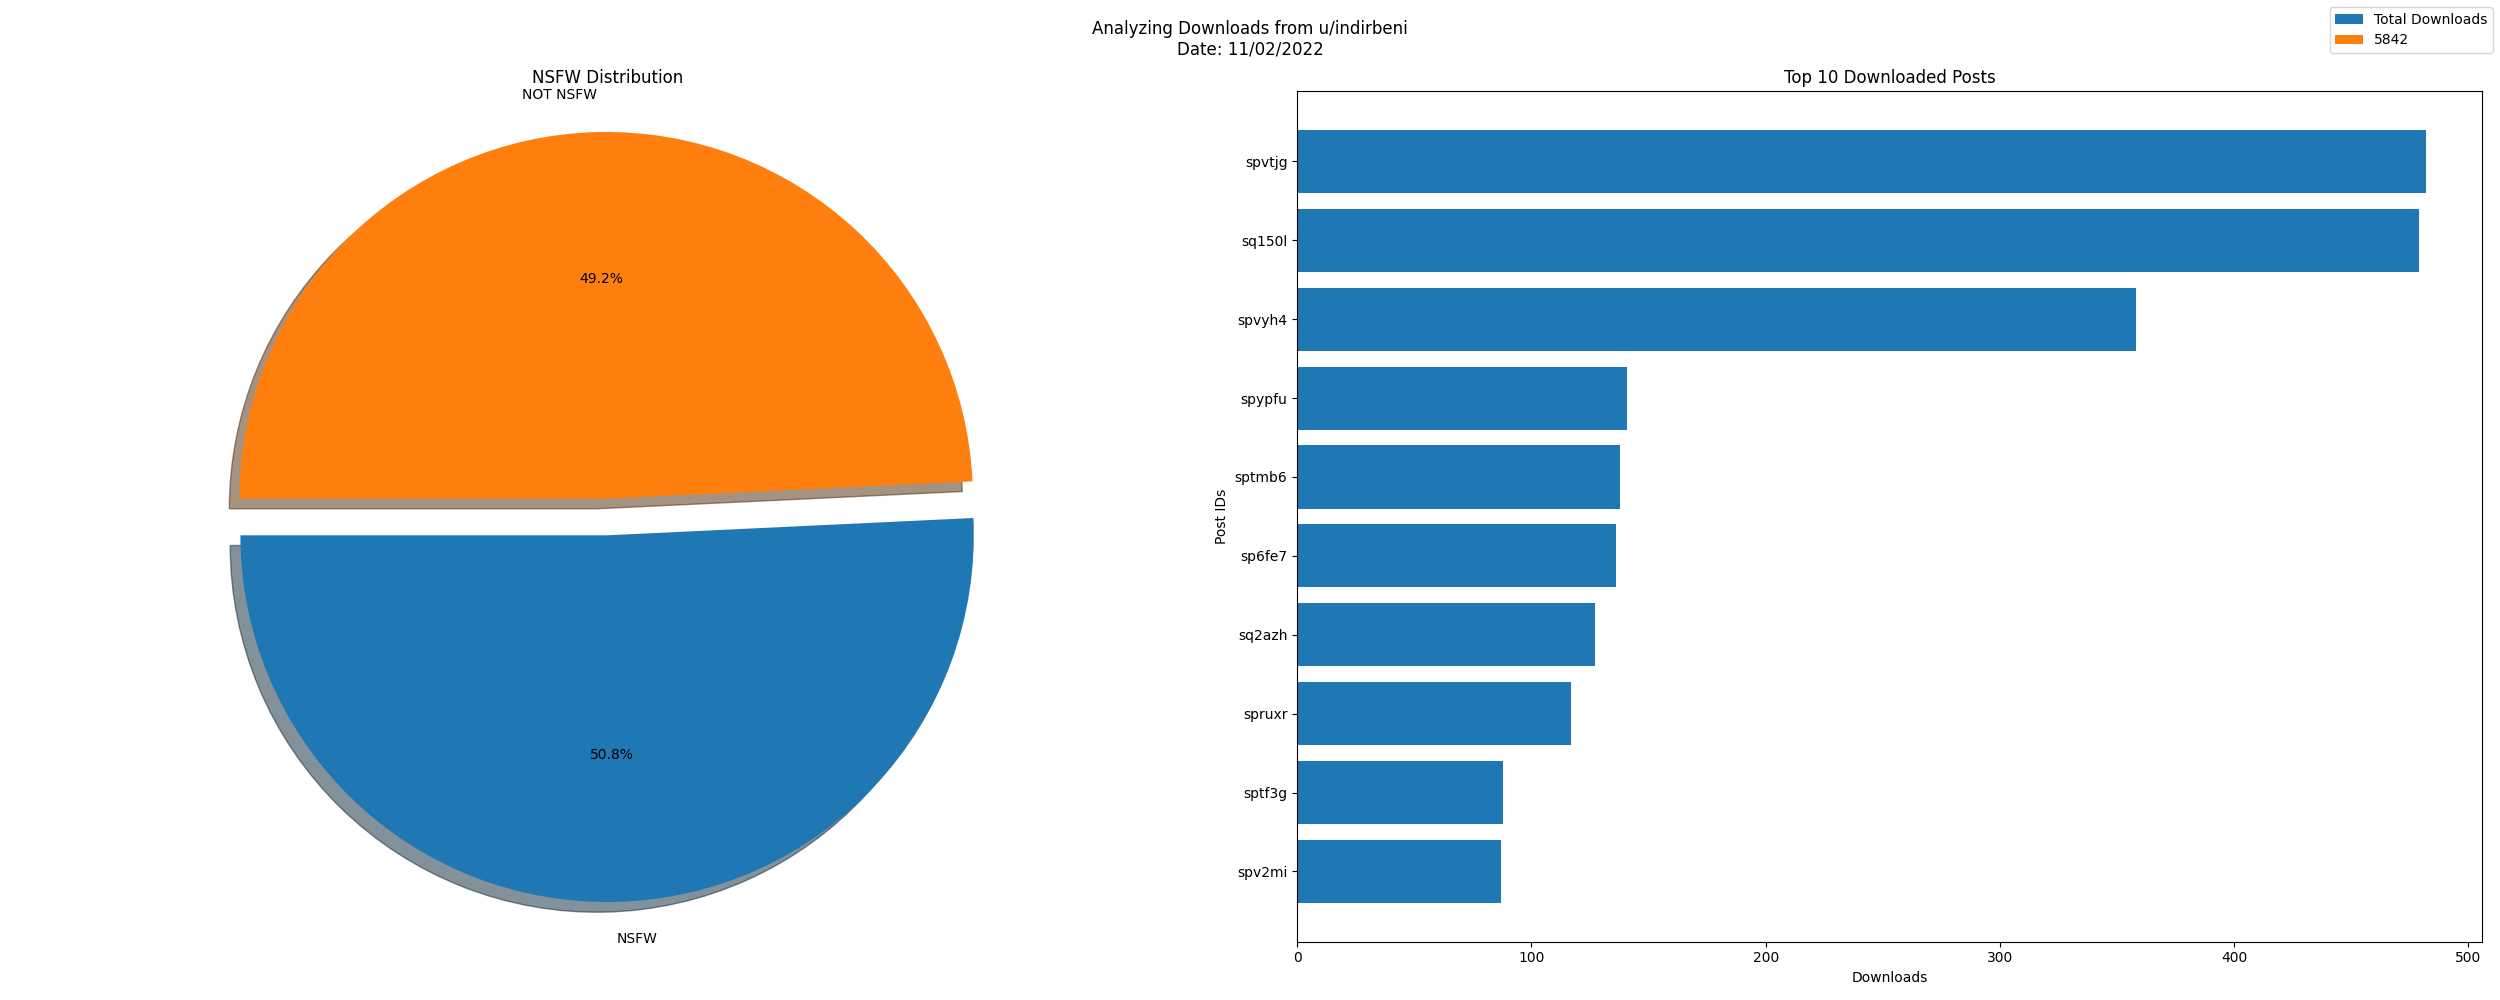 Analyzing Downloads from u/indirbeni
Date: 11/02/2022
Total Downloads
5842
NSFW Distribution
NOT NSFW
49.2%
50.8%
NSFW
Top 10 Downloaded Posts
Post IDs
spvtjg
sq150l
spvyh4
spypfu
sptmb6
sp6fe7
sq2azh
spruxr
sptf3g
spv2mi
0 100 200 300 400 500
Downloads